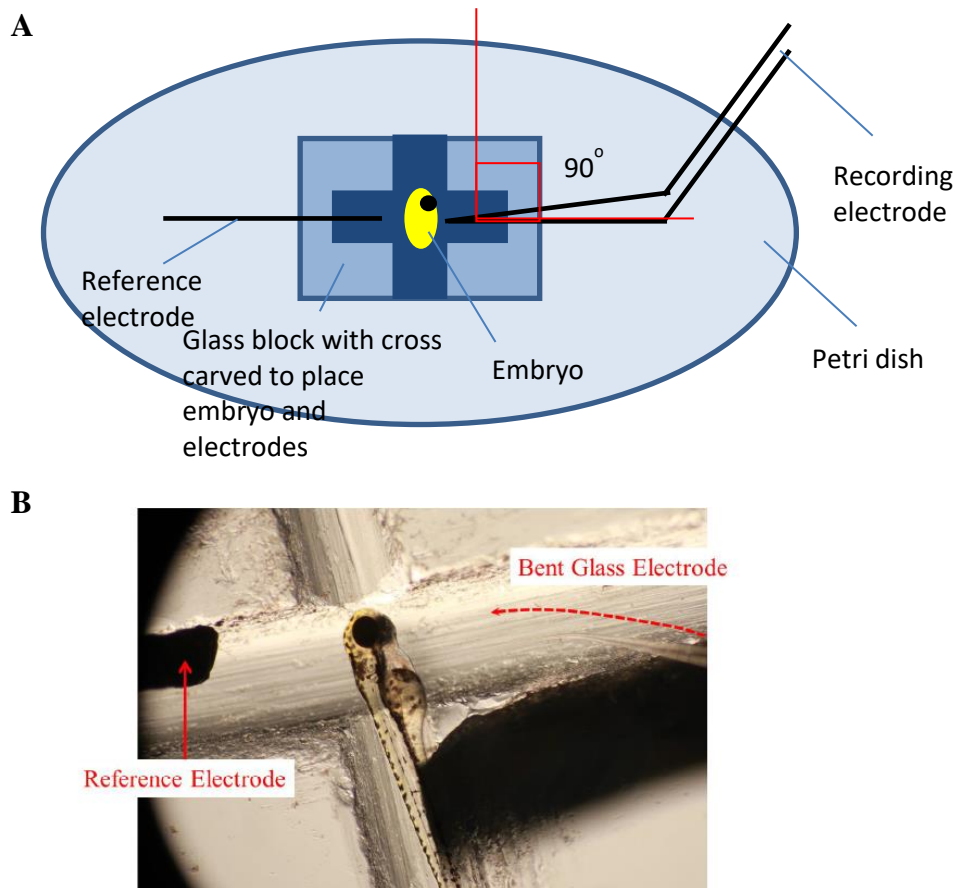 A
90o
Recording
electrode
Reference
electrode
Glass block with cross
carved to place
embryo and
electrodes
Embryo
Petri dish
B
Bent Glass Electrode
Reference Electrode